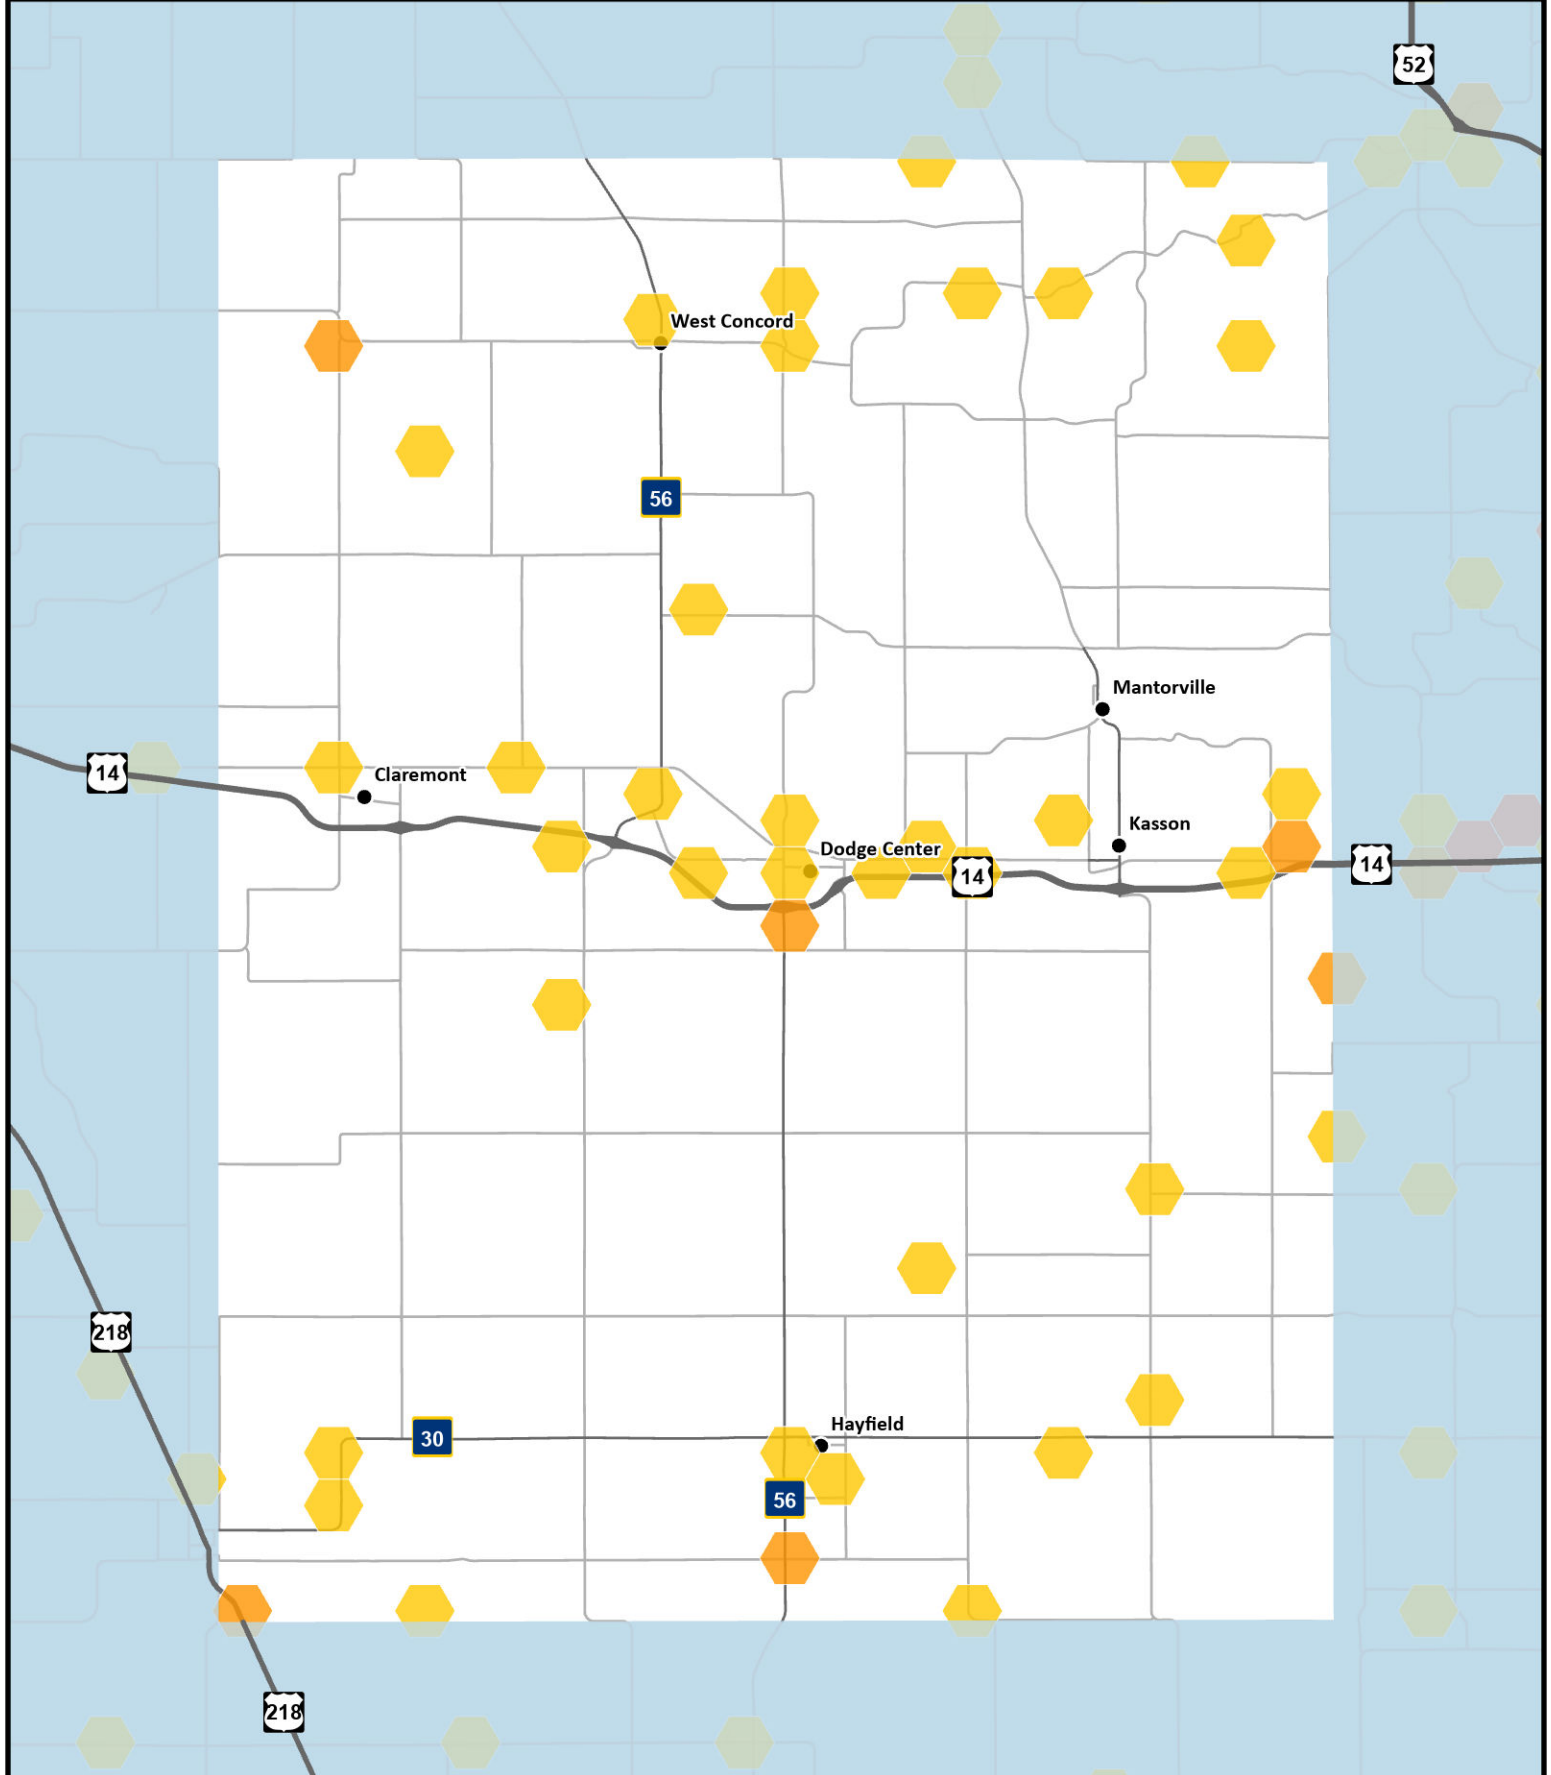 52
West Concord
56
Mantorville
14
Claremont
Kasson
Dodge Center
14
14
218
Hayfield
30
56
218